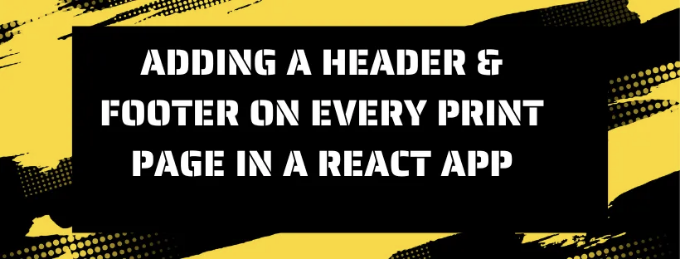 ADDING A HEADER &
FOOTER ON EVERY PRINT
PAGE IN A REACT APP